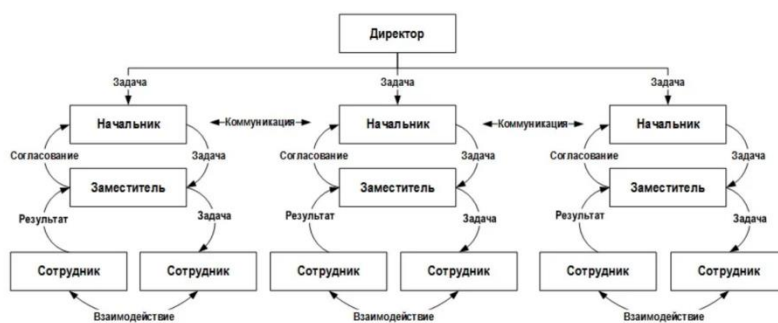 Директор
Задача Задача Задача
Начальник Коммуникация Начальник Коммуникация Начальник
Согласование Задача Согласование Задача Согласование Задача
Заместитель Заместитель Заместитель
Результат Задача Результат Задача Результат Задача
Сотрудник Сотрудник Сотрудник Сотрудник Сотрудник Сотрудник
Взаимодействие Взаимодействие Взаимодействие